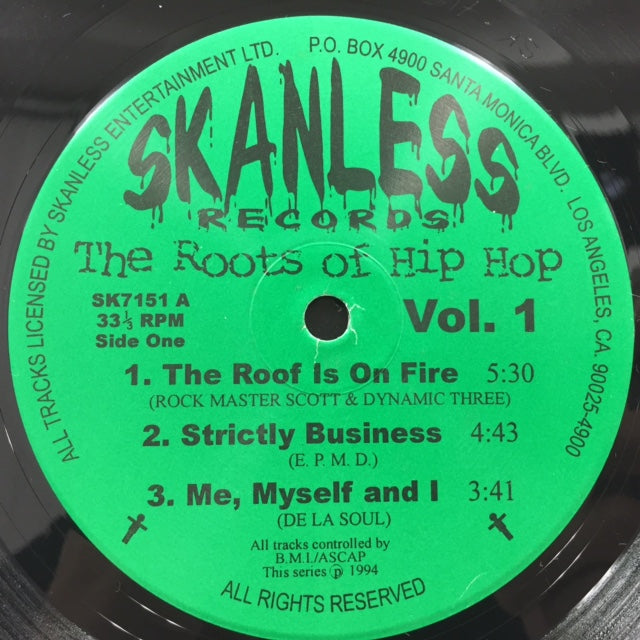 ALL TRACKS LICENSED BY SKANLESS ENTERTAINMENT LTD. P.O. BOX 4900 SANTA MONICA BLVD. LOS ANGELES, CA. 90025-4900
SKANLESS
RECORDS
The Roots of Hip Hop
SK7151 A
33 ⅓ RPM
Side One
Vol. 1
1. The Roof Is On Fire 5:30
(ROCK MASTER SCOTT & DYNAMIC THREE)
2. Strictly Business 4:43
(E. P. M. D.)
3. Me, Myself and I 3:41
(DE LA SOUL)
All tracks controlled by
B.M.I./ASCAP
This series ℗ 1994
ALL RIGHTS RESERVED